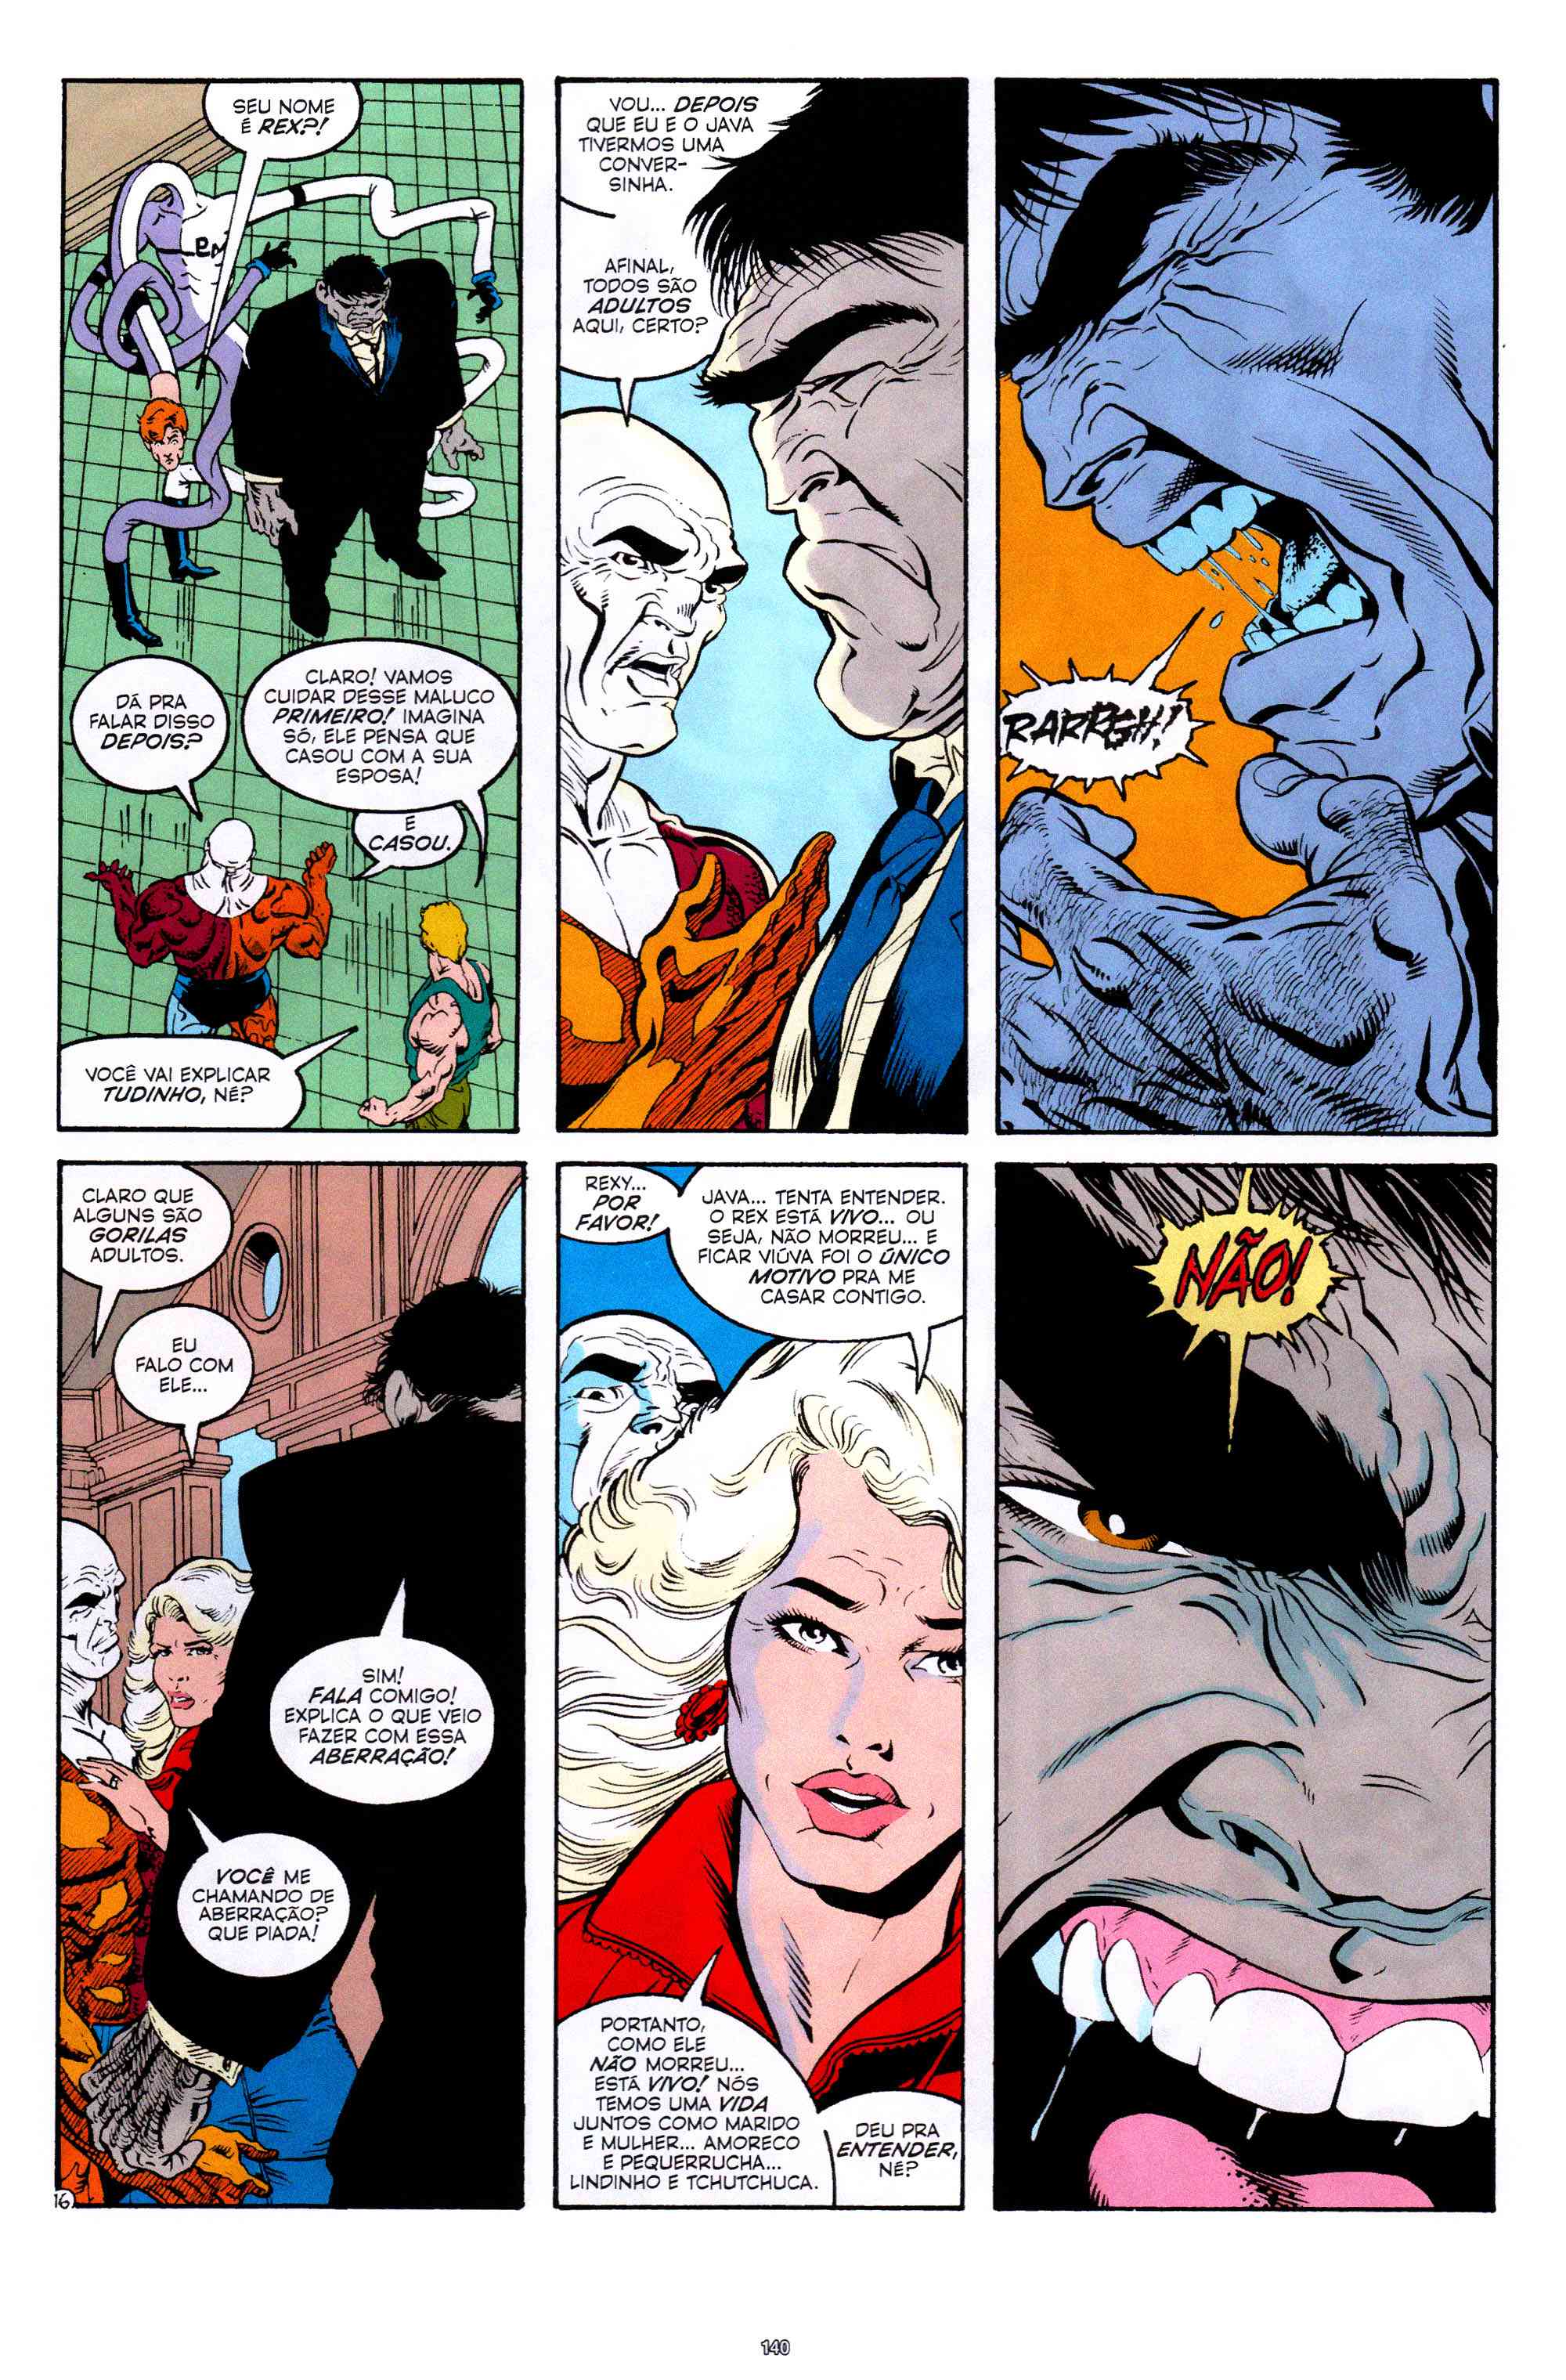 SEU NOME
É REX?!
DÁ PRA
FALAR DISSO
DEPOIS?
CLARO! VAMOS
CUIDAR DESSE MALUCO
PRIMEIRO! IMAGINA
SÓ, ELE PENSA QUE
CASOU COM A SUA
ESPOSA!
E
CASOU.
VOCÊ VAI EXPLICAR
TUDINHO, NÉ?
VOU... DEPOIS
QUE EU E O JAVA
TIVERMOS UMA
CONVER-
SINHA.
AFINAL,
TODOS SÃO
ADULTOS
AQUI, CERTO?
RARRGH!
CLARO QUE
ALGUNS SÃO
GORILAS
ADULTOS.
EU
FALO COM
ELE...
SIM!
FALA COMIGO!
EXPLICA O QUE VEIO
FAZER COM ESSA
ABERRAÇÃO!
VOCÊ ME
CHAMANDO DE
ABERRAÇÃO?
QUE PIADA!
16
REXY...
POR
FAVOR!
JAVA... TENTA ENTENDER.
O REX ESTÁ VIVO... OU
SEJA, NÃO MORREU... E
FICAR VIÚVA FOI O ÚNICO
MOTIVO PRA ME
CASAR CONTIGO.
PORTANTO,
COMO ELE
NÃO MORREU...
ESTÁ VIVO! NÓS
TEMOS UMA VIDA
JUNTOS COMO MARIDO
E MULHER... AMORECO
E PEQUERRUCHA...
LINDINHO E TCHUTCHUCA.
DEU PRA
ENTENDER,
NÉ?
NÃO!
140